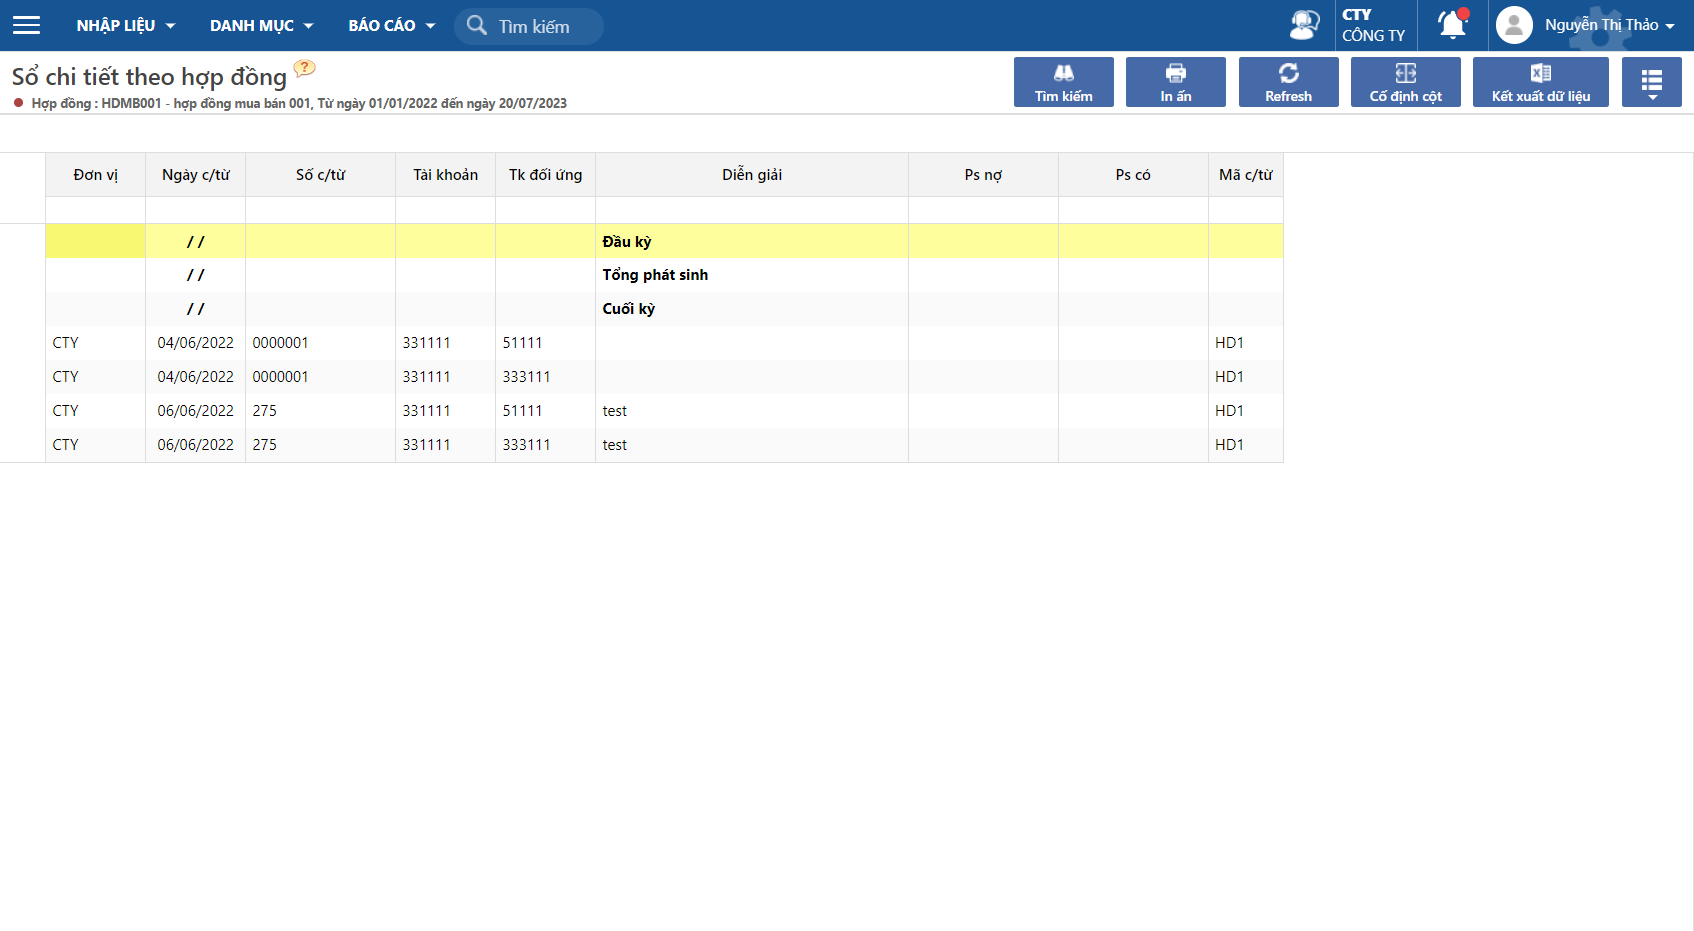 NHẬP LIỆU DANH MỤC BÁO CÁO Tìm kiếm CTY CÔNG TY Nguyễn Thị Thảo
Sổ chi tiết theo hợp đồng ?
Hợp đồng : HDMB001 - hợp đồng mua bán 001, Từ ngày 01/01/2022 đến ngày 20/07/2023
Tìm kiếm In ấn Refresh Cố định cột Kết xuất dữ liệu
Đơn vị Ngày c/từ Số c/từ Tài khoản Tk đối ứng Diễn giải Ps nợ Ps có Mã c/từ
/ / Đầu kỳ
/ / Tổng phát sinh
/ / Cuối kỳ
CTY 04/06/2022 0000001 331111 51111 HD1
CTY 04/06/2022 0000001 331111 333111 HD1
CTY 06/06/2022 275 331111 51111 test HD1
CTY 06/06/2022 275 331111 333111 test HD1